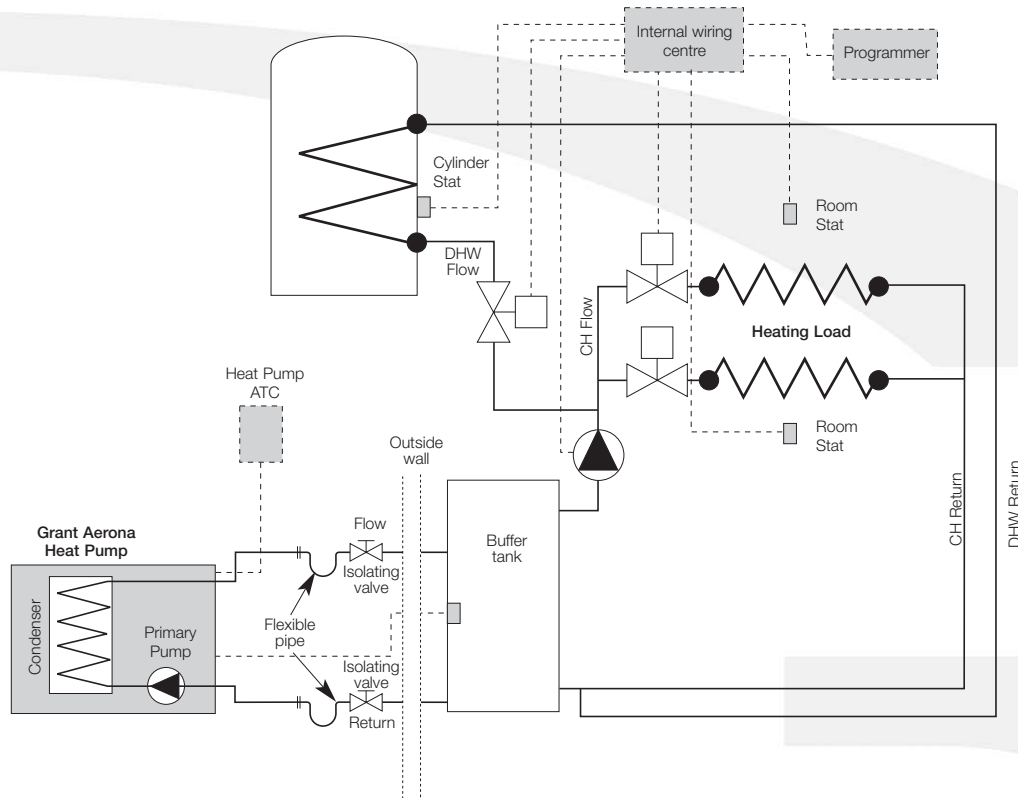 Internal wiring
centre
Programmer
Cylinder
Stat
Room
Stat
DHW
Flow
CH Flow
Heating Load
Heat Pump
ATC
Room
Stat
Outside
wall
CH Return
DHW Return
Grant Aerona
Heat Pump
Flow
Isolating
valve
Buffer
tank
Condenser
Primary
Pump
Flexible
pipe
Isolating
valve
Return